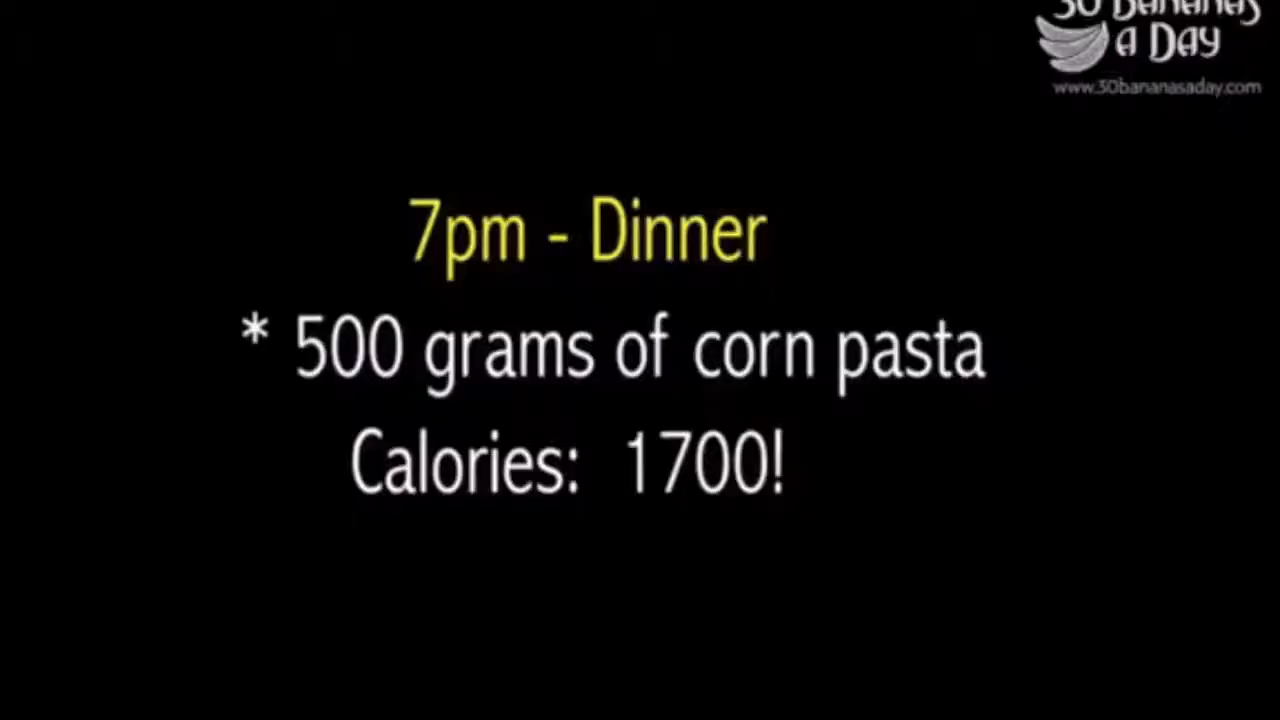 30 BANANAS
A DAY
www.30bananasaday.com
7pm - Dinner
* 500 grams of corn pasta
Calories: 1700!